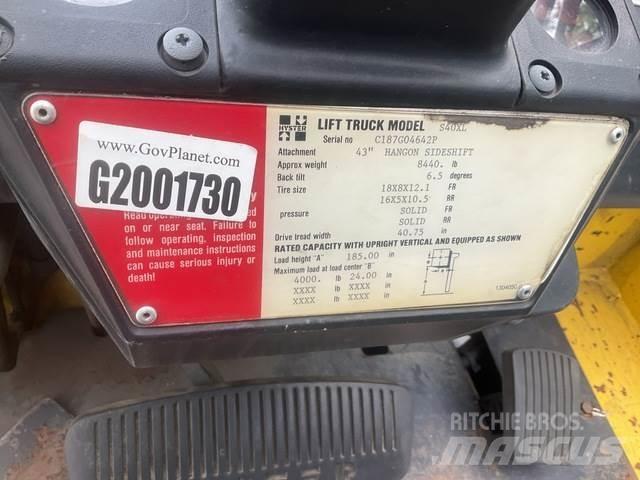 HYSTER
LIFT TRUCK MODEL S40XL
Serial no C187G04642P
Attachment 43" HANGON SIDESHIFT
Approx weight 8440. lb
Back tilt 6.5 degrees
Tire size 18X8X12.1 FR
16X5X10.5 RR
pressure SOLID FR
SOLID RR
Drive tread width 40.75 in
RATED CAPACITY WITH UPRIGHT VERTICAL AND EQUIPPED AS SHOWN
Load height "A" 185.00 in
Maximum load at load center "B"
4000. lb 24.00 in
XXXX lb XXXX in
XXXX lb XXXX in
www.GovPlanet.com
G2001730
on or near seat. Failure to
follow operating, inspection
and maintenance instructions
can cause serious injury or
death!
RITCHIE BROS.
MASCUS